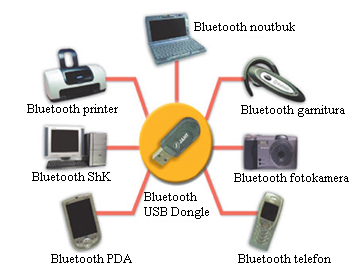 Bluetooth noutbuk
Bluetooth printer
Bluetooth garnitura
Bluetooth ShK
Bluetooth
USB Dongle
Bluetooth fotokamera
Bluetooth PDA
Bluetooth telefon